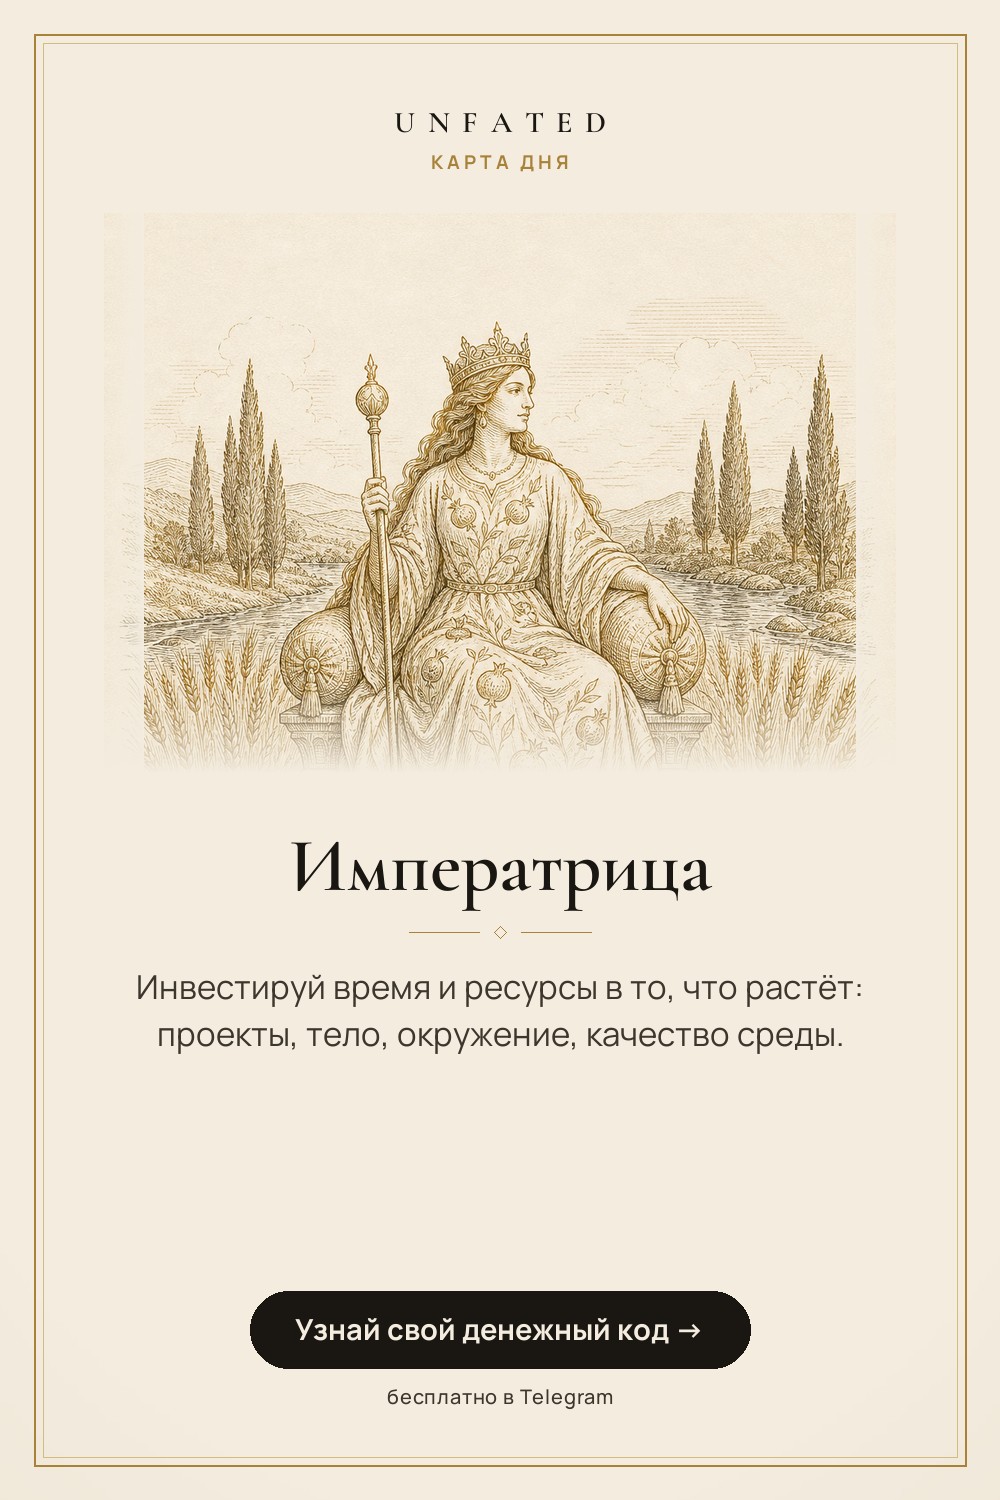 UNFATED
КАРТА ДНЯ
Императрица
Инвестируй время и ресурсы в то, что растёт:
проекты, тело, окружение, качество среды.
Узнай свой денежный код →
бесплатно в Telegram